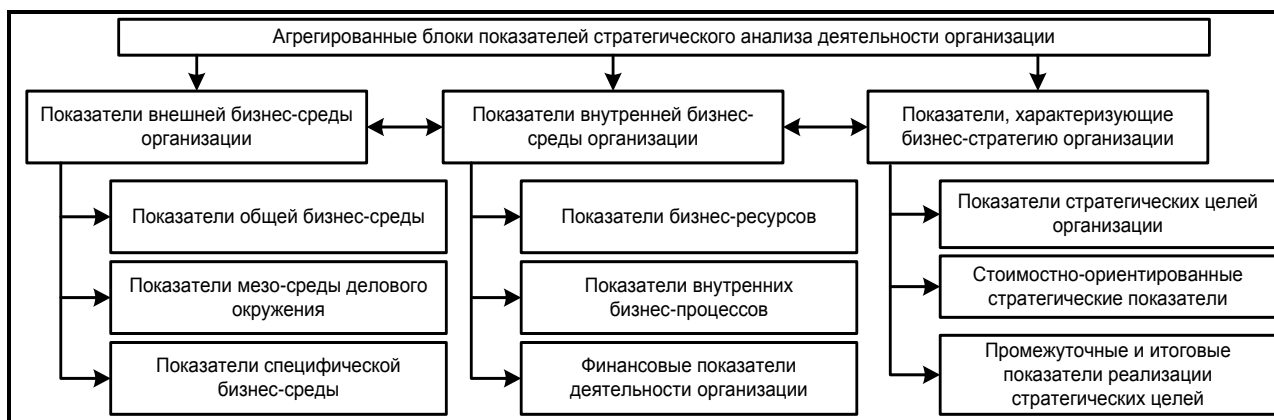 Агрегированные блоки показателей стратегического анализа деятельности организации
Показатели внешней бизнес-среды
организации
Показатели внутренней бизнес-
среды организации
Показатели, характеризующие
бизнес-стратегию организации
Показатели общей бизнес-среды
Показатели мезо-среды делового
окружения
Показатели специфической
бизнес-среды
Показатели бизнес-ресурсов
Показатели внутренних
бизнес-процессов
Финансовые показатели
деятельности организации
Показатели стратегических целей
организации
Стоимостно-ориентированные
стратегические показатели
Промежуточные и итоговые
показатели реализации
стратегических целей